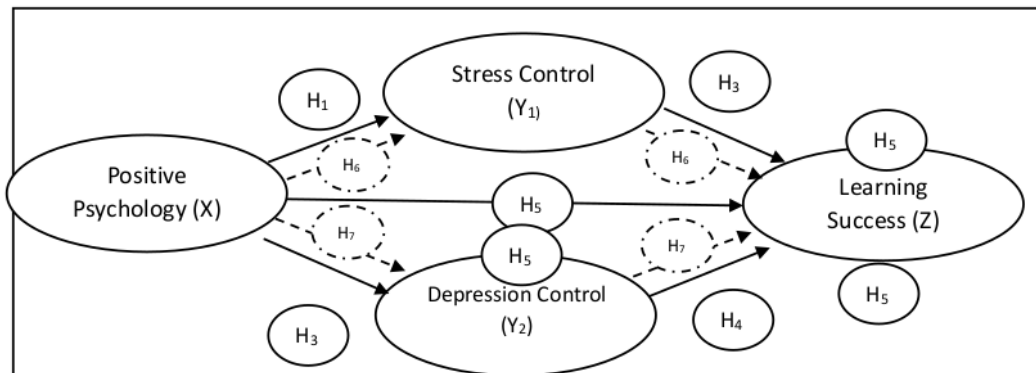 Stress Control
(Y₁)
H₁
H₃
H₆
H₆
H₅
Positive
Psychology (X)
Learning
Success (Z)
H₅
H₇
H₇
H₅
H₅
Depression Control
(Y₂)
H₃
H₄